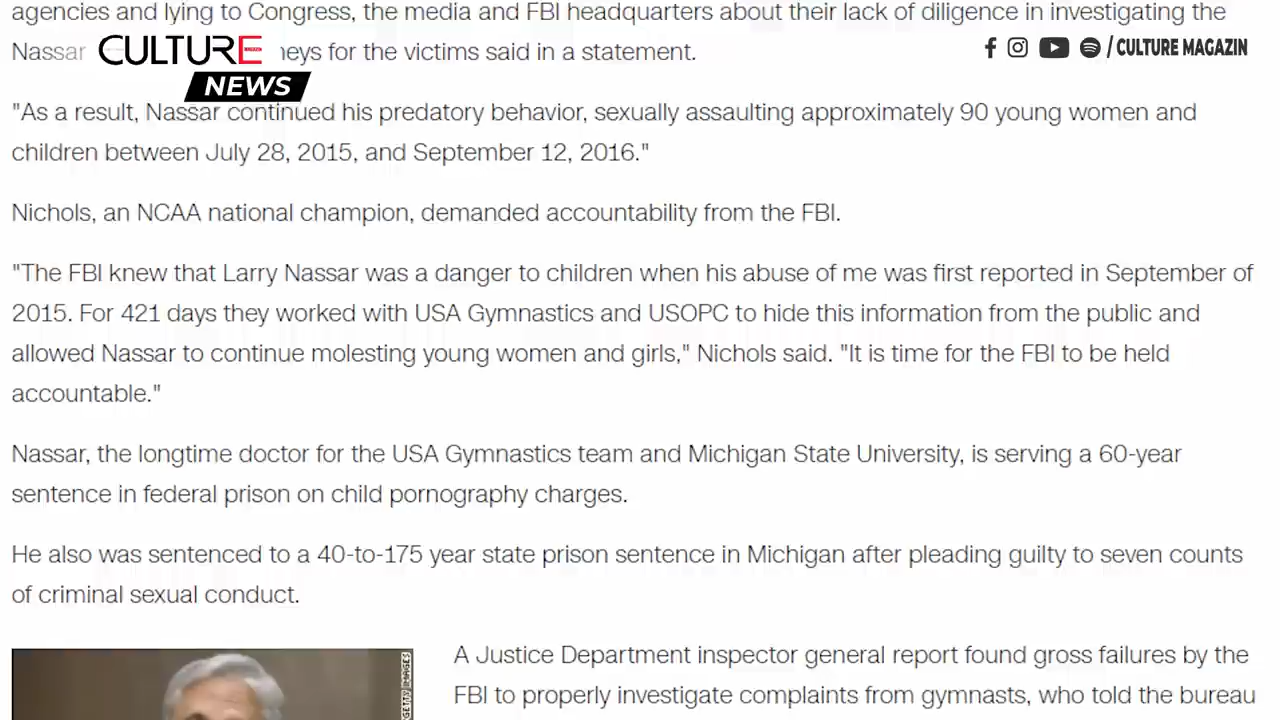 agencies and lying to Congress, the media and FBI headquarters about their lack of diligence in investigating the
Nassar neys for the victims said in a statement.
CULTURE
NEWS
/ CULTURE MAGAZIN
"As a result, Nassar continued his predatory behavior, sexually assaulting approximately 90 young women and
children between July 28, 2015, and September 12, 2016."
Nichols, an NCAA national champion, demanded accountability from the FBI.
"The FBI knew that Larry Nassar was a danger to children when his abuse of me was first reported in September of
2015. For 421 days they worked with USA Gymnastics and USOPC to hide this information from the public and
allowed Nassar to continue molesting young women and girls," Nichols said. "It is time for the FBI to be held
accountable."
Nassar, the longtime doctor for the USA Gymnastics team and Michigan State University, is serving a 60-year
sentence in federal prison on child pornography charges.
He also was sentenced to a 40-to-175 year state prison sentence in Michigan after pleading guilty to seven counts
of criminal sexual conduct.
GETTY IMAGES
A Justice Department inspector general report found gross failures by the
FBI to properly investigate complaints from gymnasts, who told the bureau